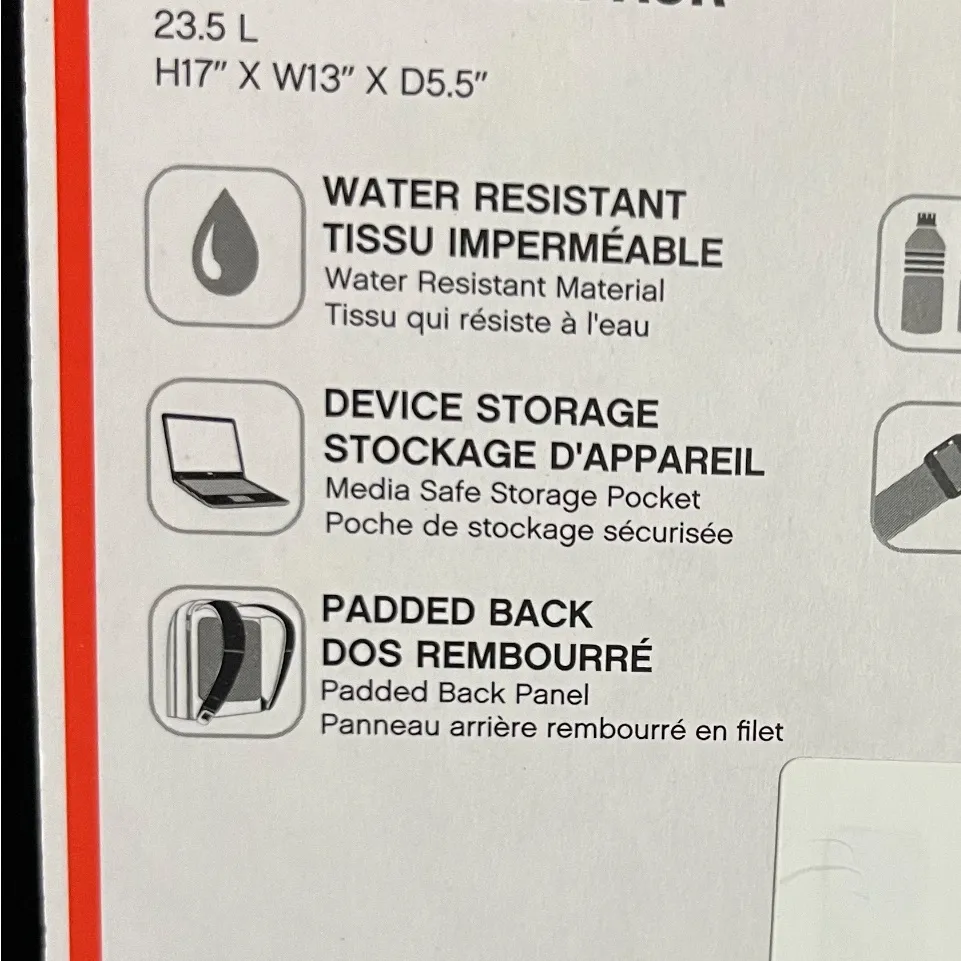 23.5 L
H17" X W13" X D5.5"
WATER RESISTANT
TISSU IMPERMÉABLE
Water Resistant Material
Tissu qui résiste à l'eau
DEVICE STORAGE
STOCKAGE D'APPAREIL
Media Safe Storage Pocket
Poche de stockage sécurisée
PADDED BACK
DOS REMBOURRÉ
Padded Back Panel
Panneau arrière rembourré en filet